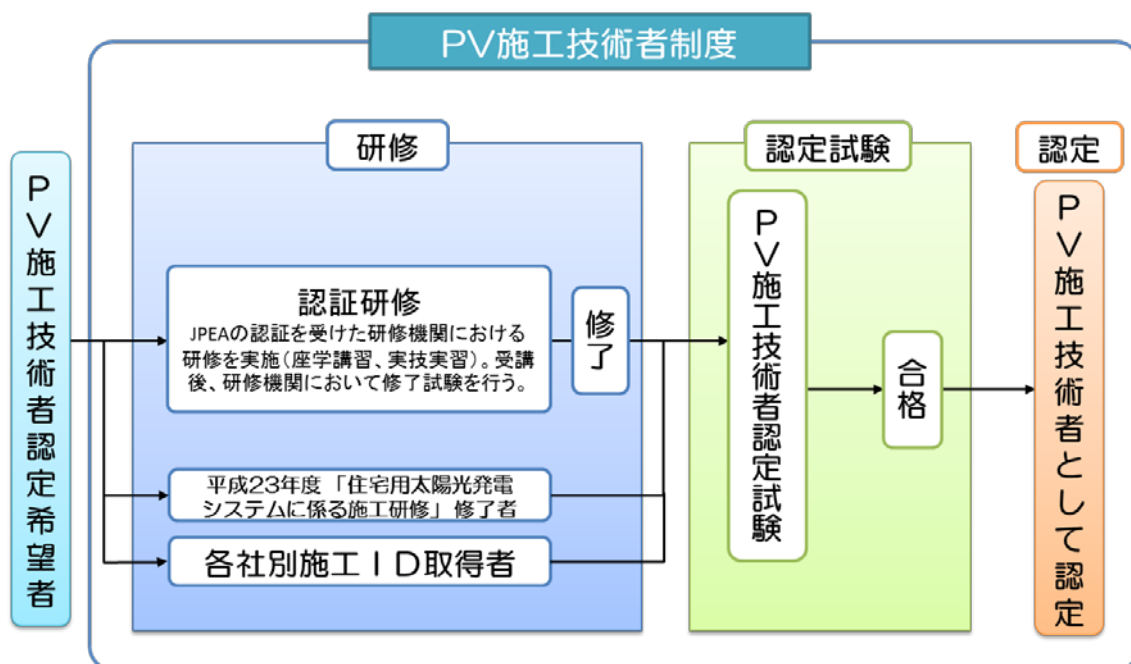 PV施工技術者制度
研修
認定試験
認定
PV施工技術者認定希望者
認証研修
JPEAの認証を受けた研修機関における
研修を実施(座学講習、実技実習)。受講
後、研修機関において修了試験を行う。
修了
平成23年度「住宅用太陽光発電
システムに係る施工研修」修了者
各社別施工ID取得者
PV施工技術者認定試験
合格
PV施工技術者として認定